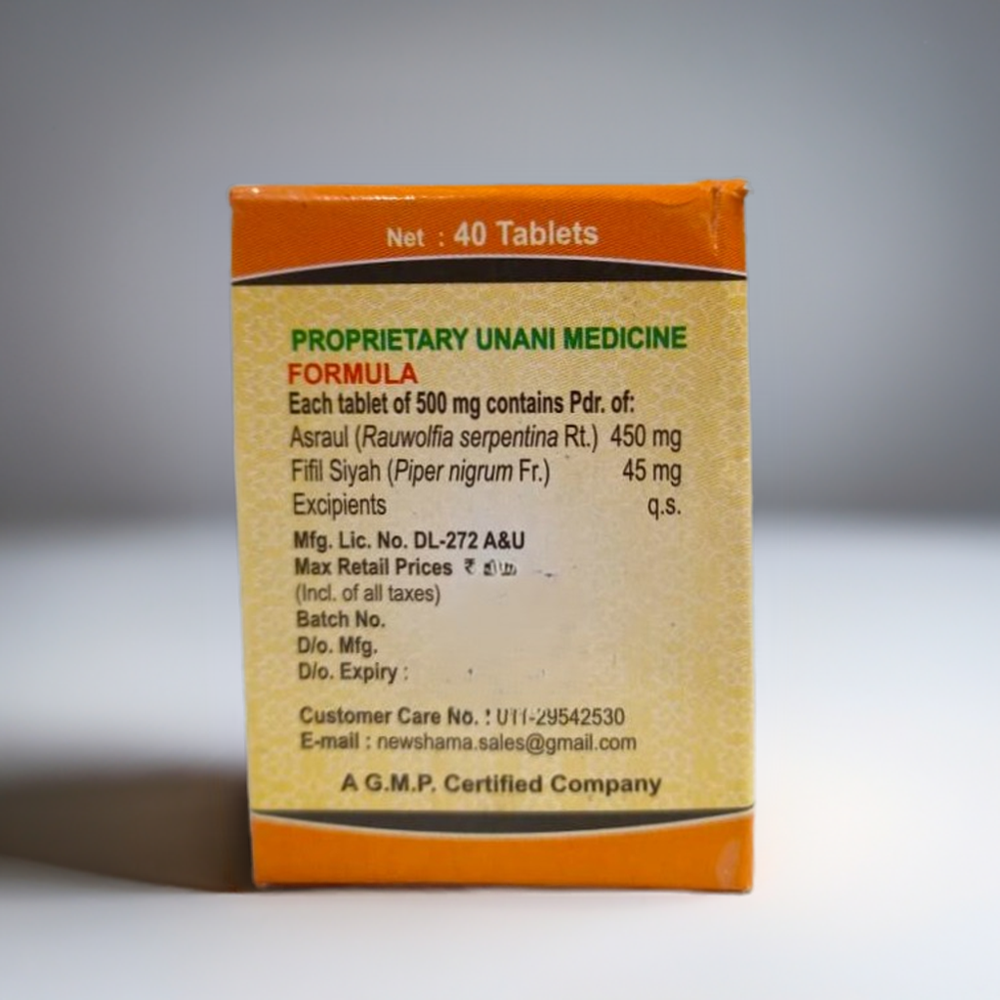 Net : 40 Tablets
PROPRIETARY UNANI MEDICINE
FORMULA
Each tablet of 500 mg contains Pdr. of:
Asraul (Rauwolfia serpentina Rt.) 450 mg
Fifil Siyah (Piper nigrum Fr.) 45 mg
Excipients q.s.
Mfg. Lic. No. DL-272 A&U
Max Retail Prices ₹
(Incl. of all taxes)
Batch No.
D/o. Mfg.
D/o. Expiry :
Customer Care No. : 011-29542530
E-mail : newshama.sales@gmail.com
A G.M.P. Certified Company